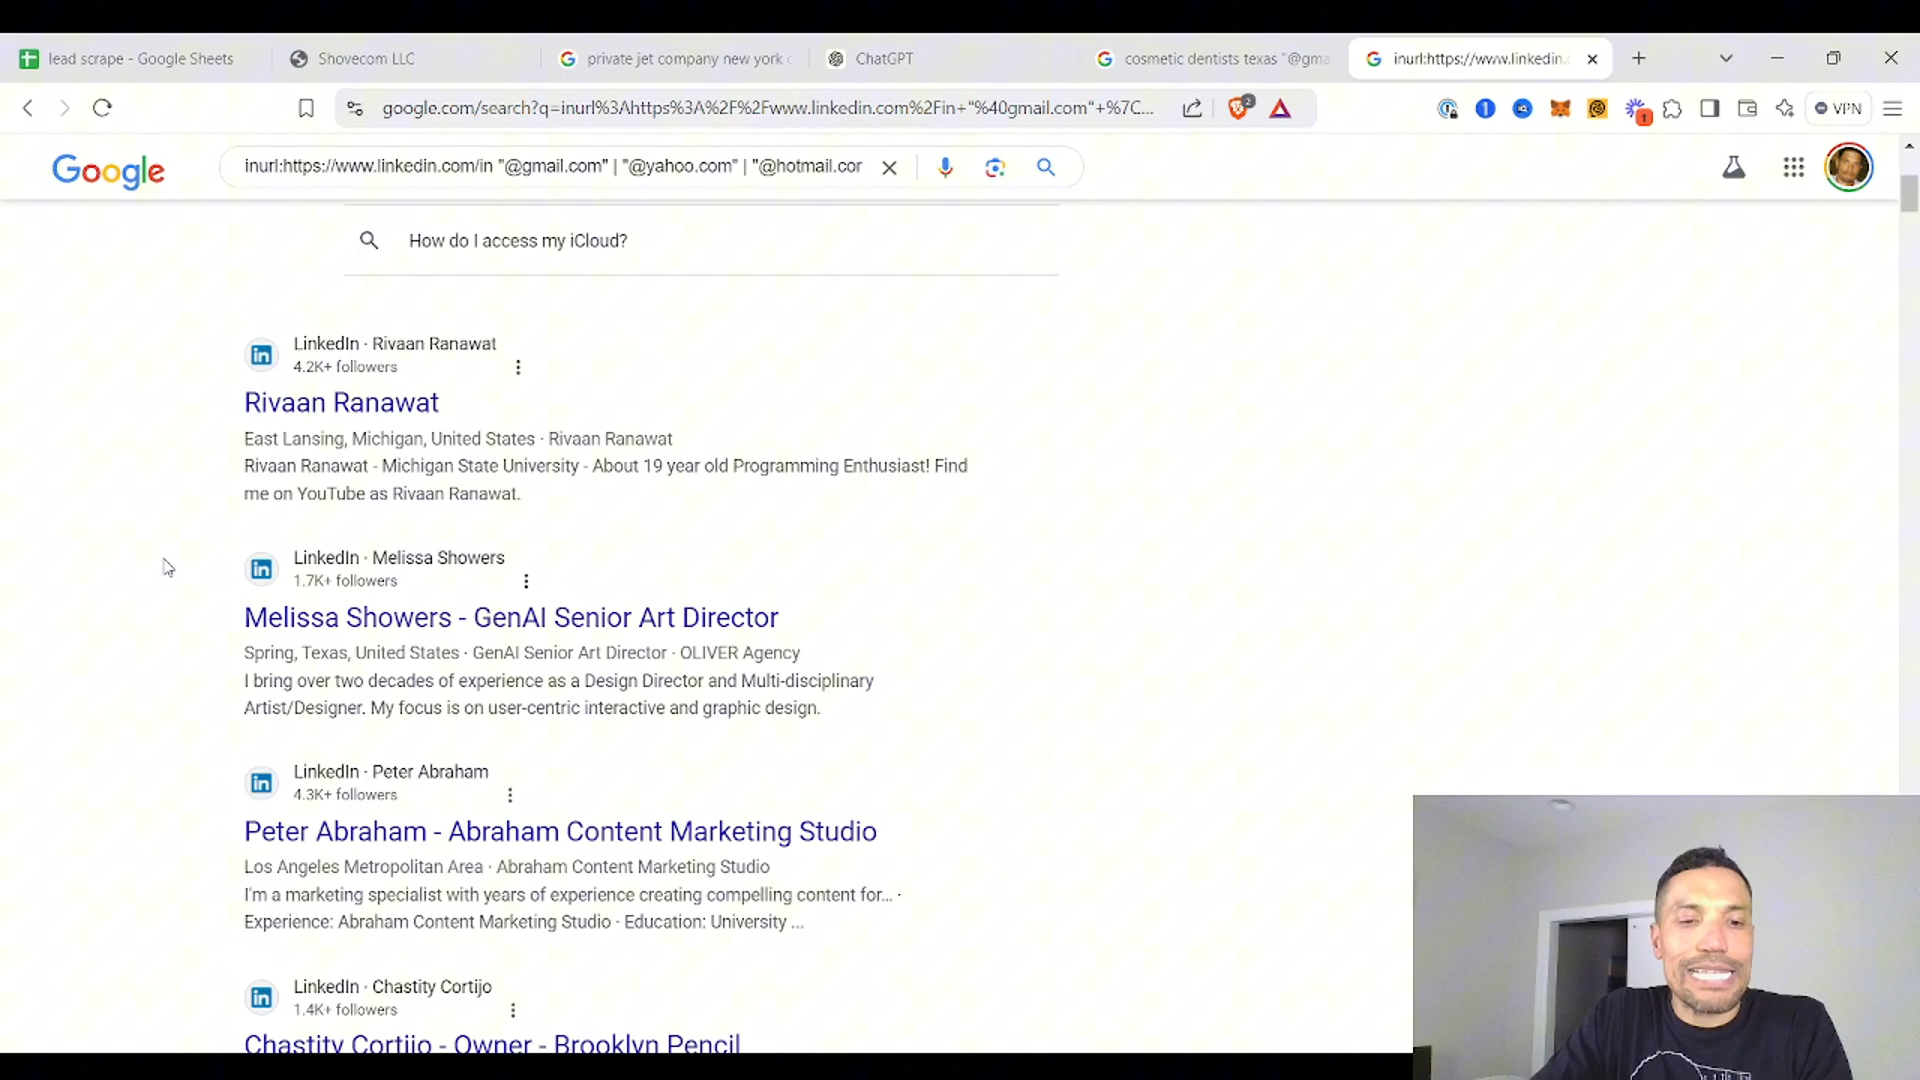 lead scrape - Google Sheets
Shovecom LLC
private jet company new york c
ChatGPT
cosmetic dentists texas "@gma
inurl:https://www.linkedin.c
google.com/search?q=inurl%3Ahttps%3A%2F%2Fwww.linkedin.com%2Fin+"%40gmail.com"+%7C...
2
1
1
VPN
Google
inurl:https://www.linkedin.com/in "@gmail.com" | "@yahoo.com" | "@hotmail.cor
How do I access my iCloud?
in
LinkedIn · Rivaan Ranawat
4.2K+ followers
Rivaan Ranawat
East Lansing, Michigan, United States · Rivaan Ranawat
Rivaan Ranawat - Michigan State University - About 19 year old Programming Enthusiast! Find
me on YouTube as Rivaan Ranawat.
in
LinkedIn · Melissa Showers
1.7K+ followers
Melissa Showers - GenAI Senior Art Director
Spring, Texas, United States · GenAI Senior Art Director · OLIVER Agency
I bring over two decades of experience as a Design Director and Multi-disciplinary
Artist/Designer. My focus is on user-centric interactive and graphic design.
in
LinkedIn · Peter Abraham
4.3K+ followers
Peter Abraham - Abraham Content Marketing Studio
Los Angeles Metropolitan Area · Abraham Content Marketing Studio
I'm a marketing specialist with years of experience creating compelling content for... ·
Experience: Abraham Content Marketing Studio · Education: University ...
in
LinkedIn · Chastity Cortijo
1.4K+ followers
Chastity Cortijo - Owner - Brooklyn Pencil